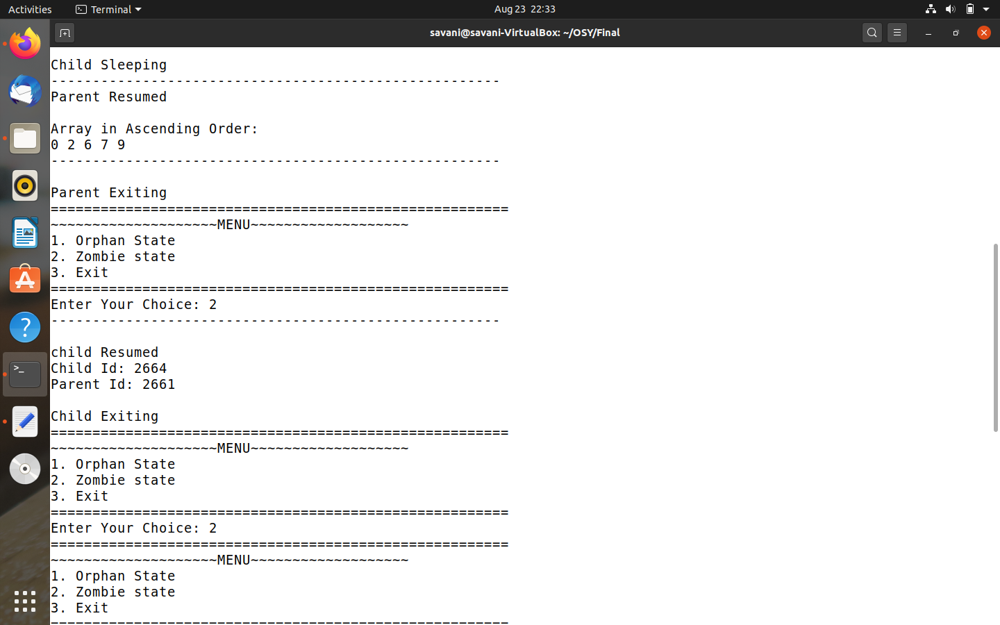 Activities Terminal Aug 23 22:33
savani@savani-VirtualBox: ~/OSY/Final
Child Sleeping
------------------------------------------------------
Parent Resumed
Array in Ascending Order:
0 2 6 7 9
------------------------------------------------------
Parent Exiting
=======================================================
~~~~~~~~~~~~~~~~~~~~MENU~~~~~~~~~~~~~~~~~~~
1. Orphan State
2. Zombie state
3. Exit
=======================================================
Enter Your Choice: 2
------------------------------------------------------
child Resumed
Child Id: 2664
Parent Id: 2661
Child Exiting
=======================================================
~~~~~~~~~~~~~~~~~~~~MENU~~~~~~~~~~~~~~~~~~~
1. Orphan State
2. Zombie state
3. Exit
=======================================================
Enter Your Choice: 2
=======================================================
~~~~~~~~~~~~~~~~~~~~MENU~~~~~~~~~~~~~~~~~~~
1. Orphan State
2. Zombie state
3. Exit
=======================================================